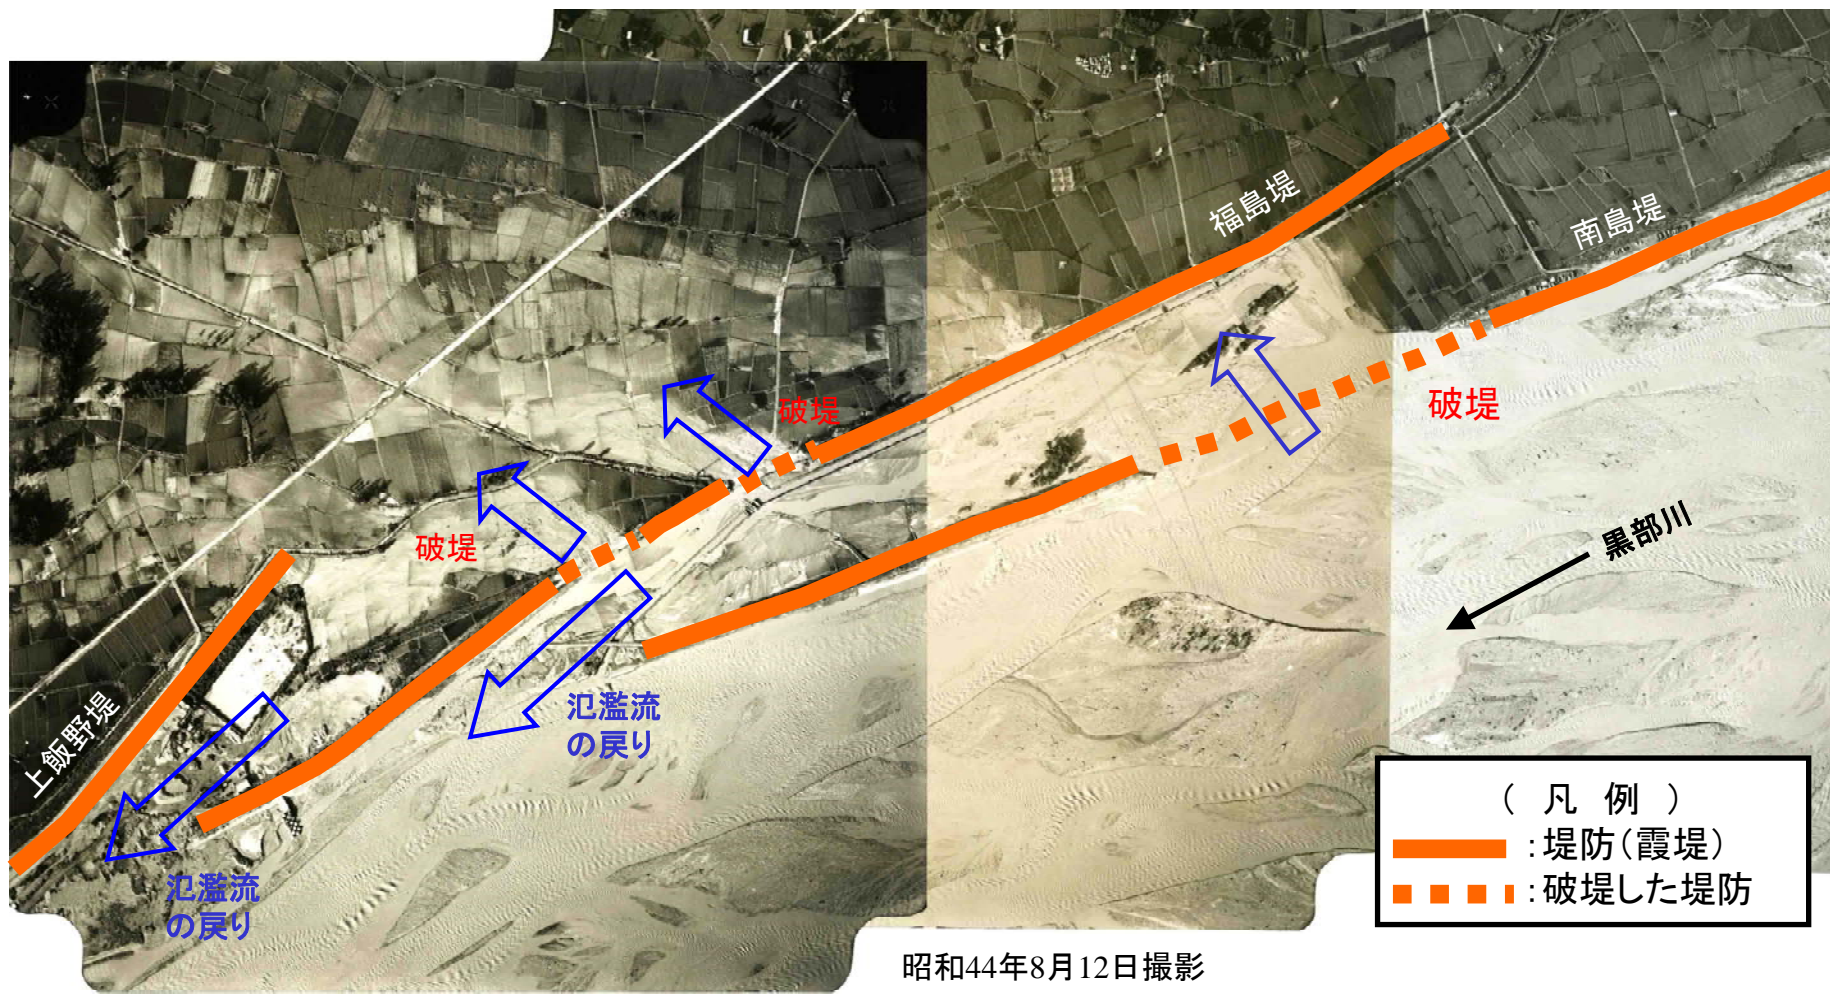 福島堤
南島堤
破堤
破堤
破堤
黒部川
上飯野堤
氾濫流
の戻り
氾濫流
の戻り
(凡例)
:堤防(霞堤)
:破堤した堤防
昭和44年8月12日撮影